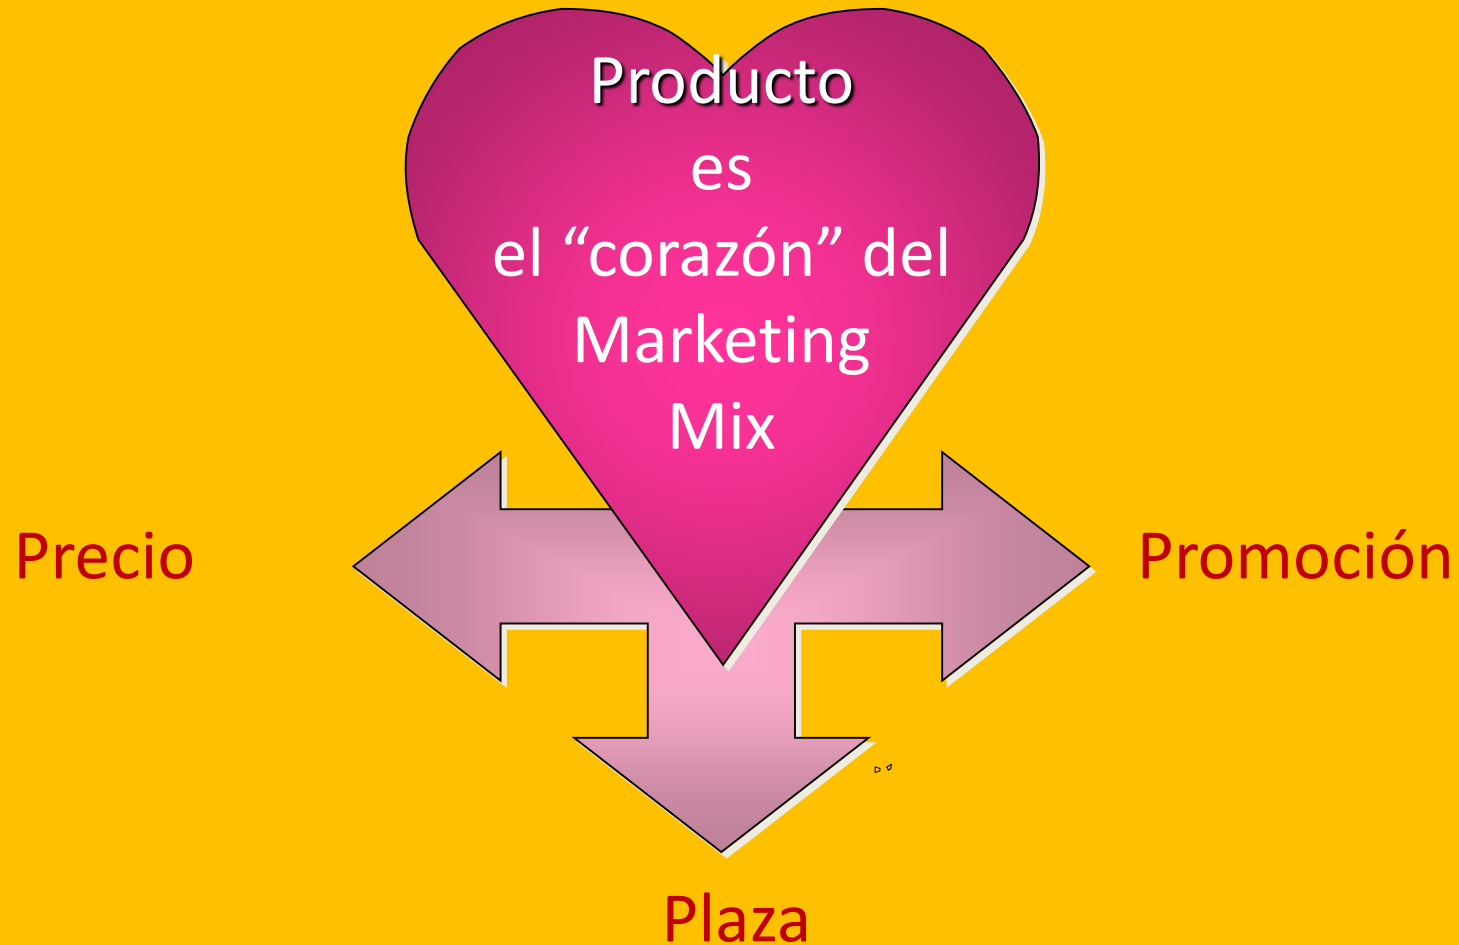 Producto
es
el “corazón” del
Marketing
Mix
Precio
Promoción
Plaza